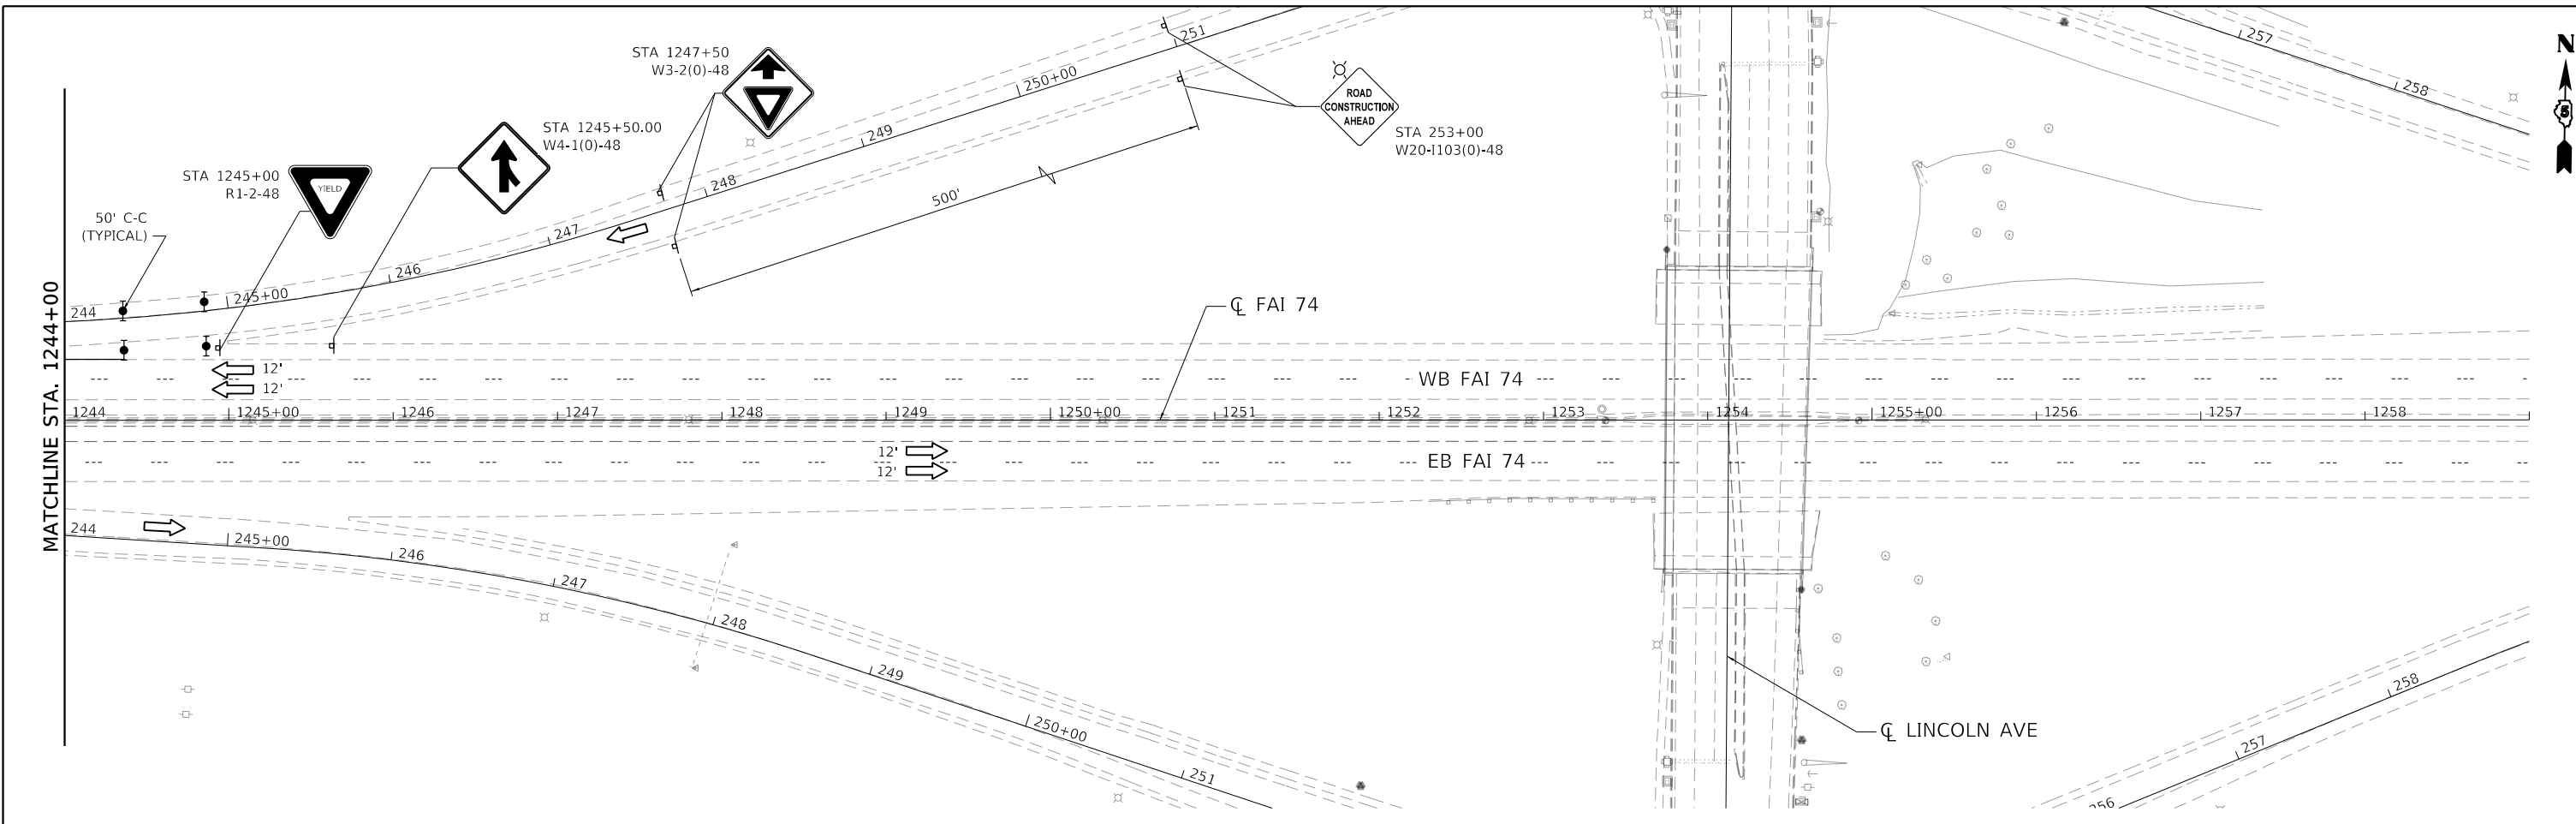 STA 1247+50
W3-2(0)-48
STA 1245+50.00
W4-1(0)-48
STA 1245+00
R1-2-48
YIELD
50' C-C
(TYPICAL)
ROAD
CONSTRUCTION
AHEAD
STA 253+00
W20-I103(0)-48
N
500'
244
245+00
246
247
248
249
250+00
251
257
258
MATCHLINE STA. 1244+00
℄ FAI 74
12'
12'
WB FAI 74
1244
1245+00
1246
1247
1248
1249
1250+00
1251
1252
1253
1254
1255+00
1256
1257
1258
12'
12'
EB FAI 74
244
245+00
246
247
248
249
250+00
251
℄ LINCOLN AVE
256
257
258